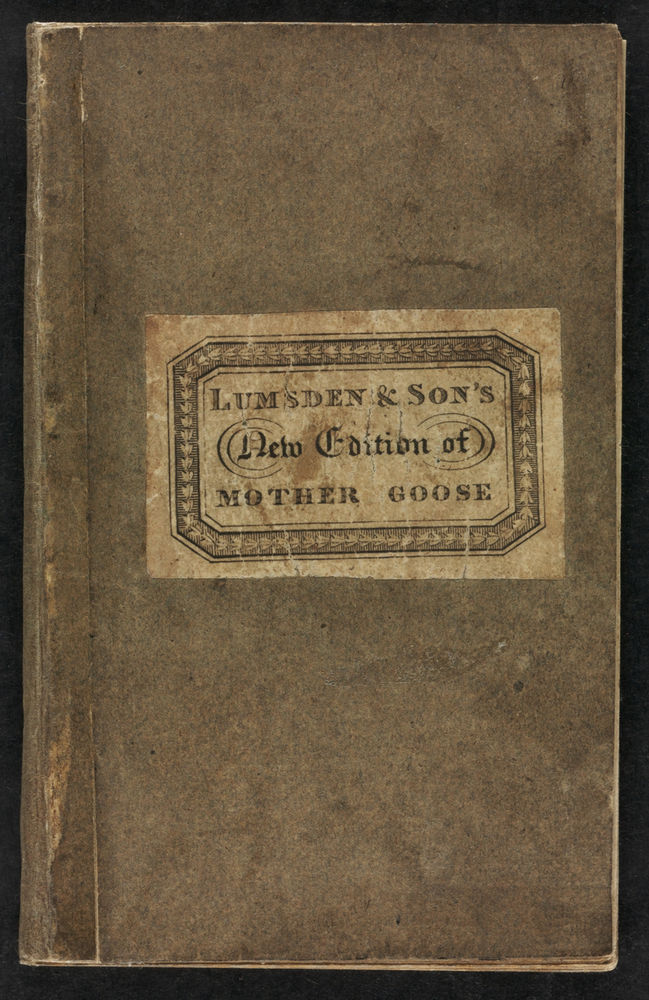 LUMSDEN & SON'S
New Edition of
MOTHER GOOSE